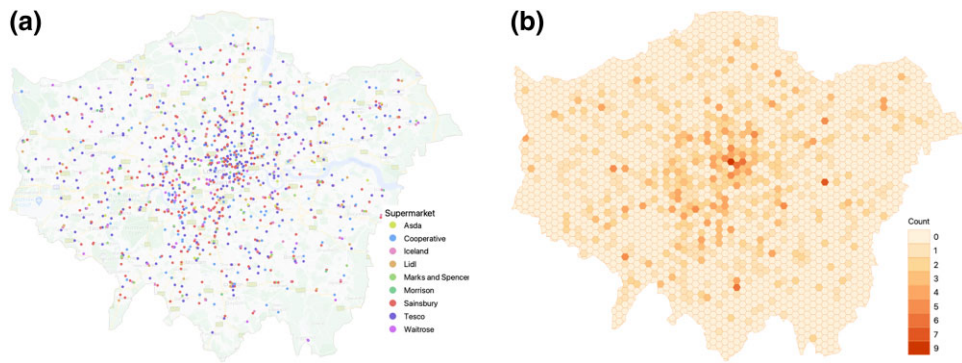 (a)
Supermarket
Asda
Cooperative
Iceland
Lidl
Marks and Spencer
Morrison
Sainsbury
Tesco
Waitrose
(b)
Count
0
1
2
3
4
5
6
7
9